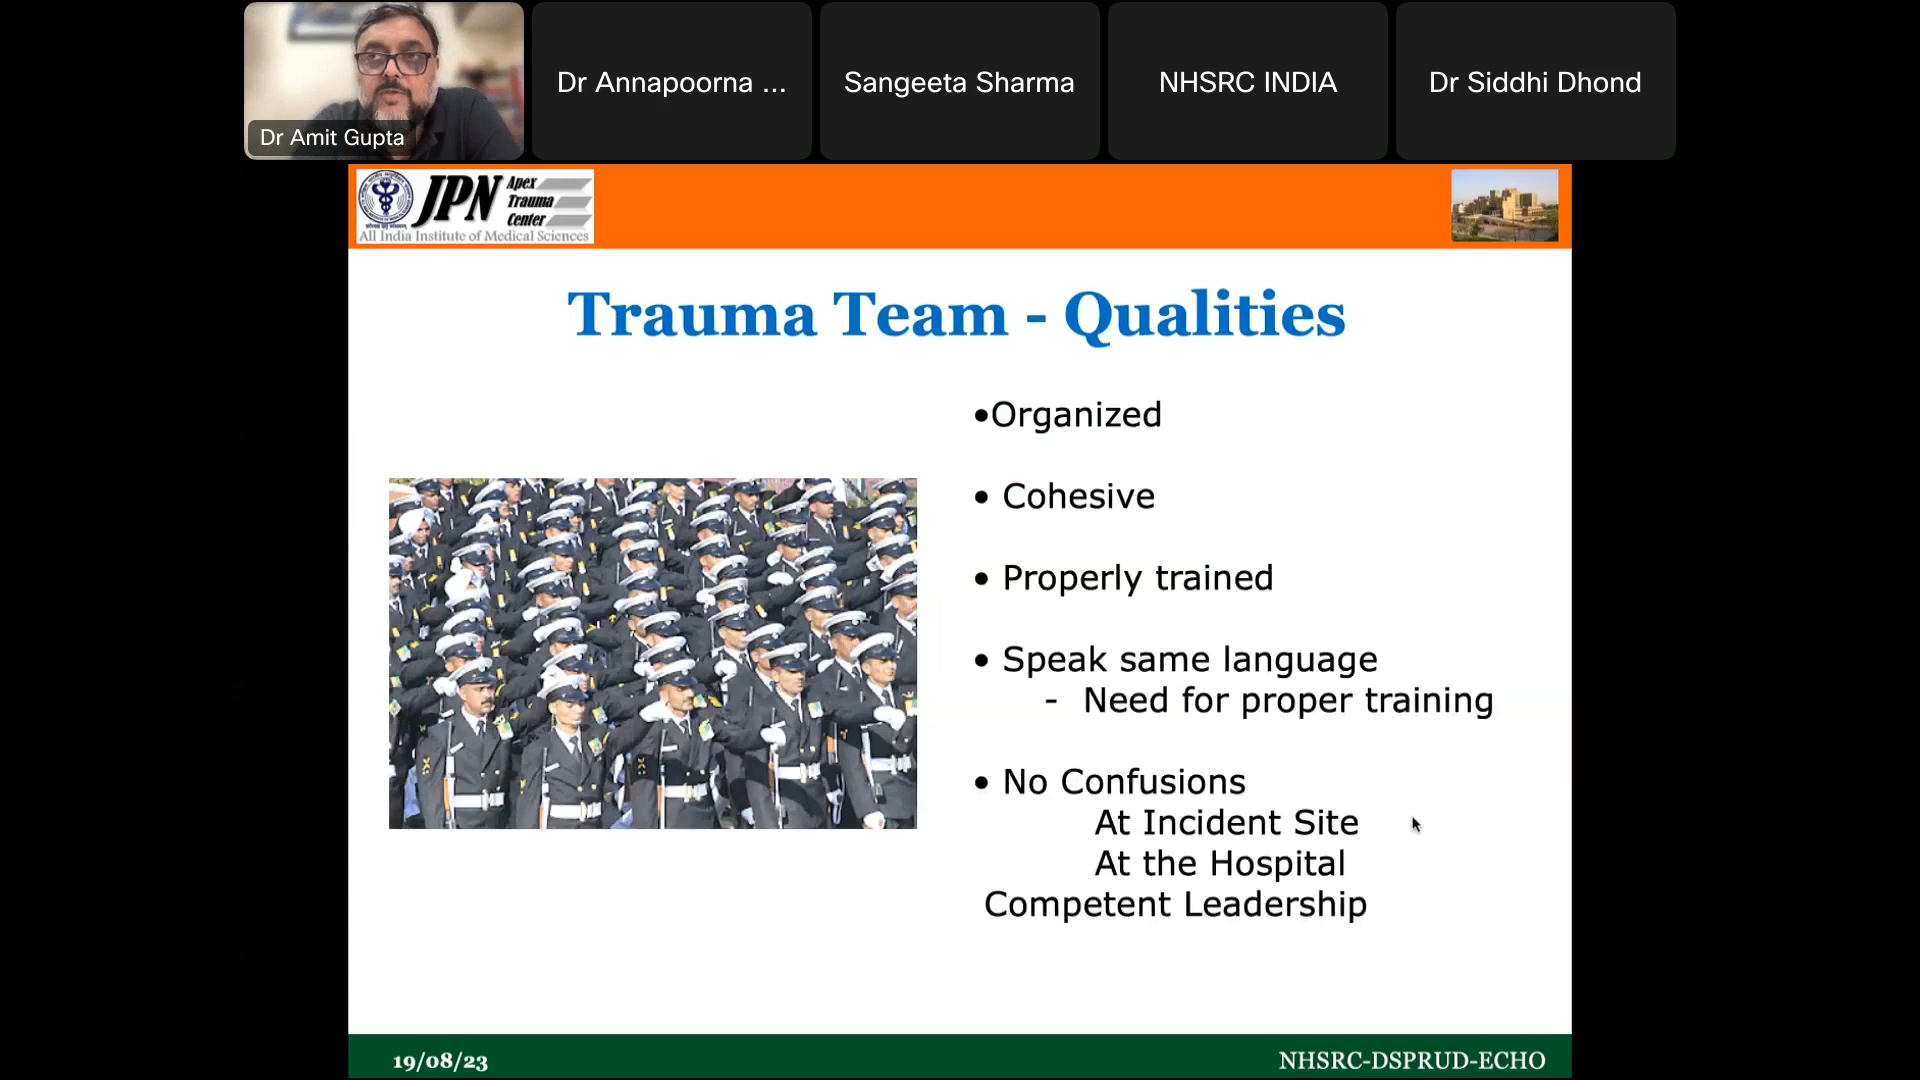 Dr Annapoorna ...
Sangeeta Sharma
NHSRC INDIA
Dr Siddhi Dhond
Dr Amit Gupta
JPN Apex Trauma Center
All India Institute of Medical Sciences
Trauma Team - Qualities
•Organized
• Cohesive
• Properly trained
• Speak same language
- Need for proper training
• No Confusions
At Incident Site
At the Hospital
Competent Leadership
19/08/23
NHSRC-DSPRUD-ECHO